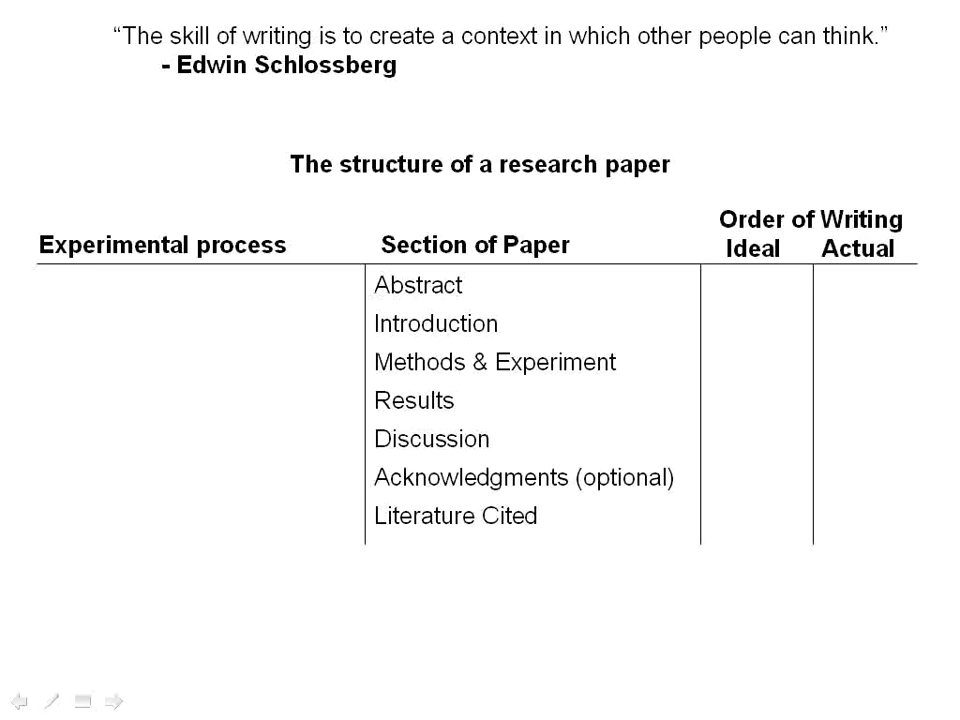 “The skill of writing is to create a context in which other people can think.”
- Edwin Schlossberg
The structure of a research paper
Order of Writing
Experimental process Section of Paper Ideal Actual
Abstract
Introduction
Methods & Experiment
Results
Discussion
Acknowledgments (optional)
Literature Cited